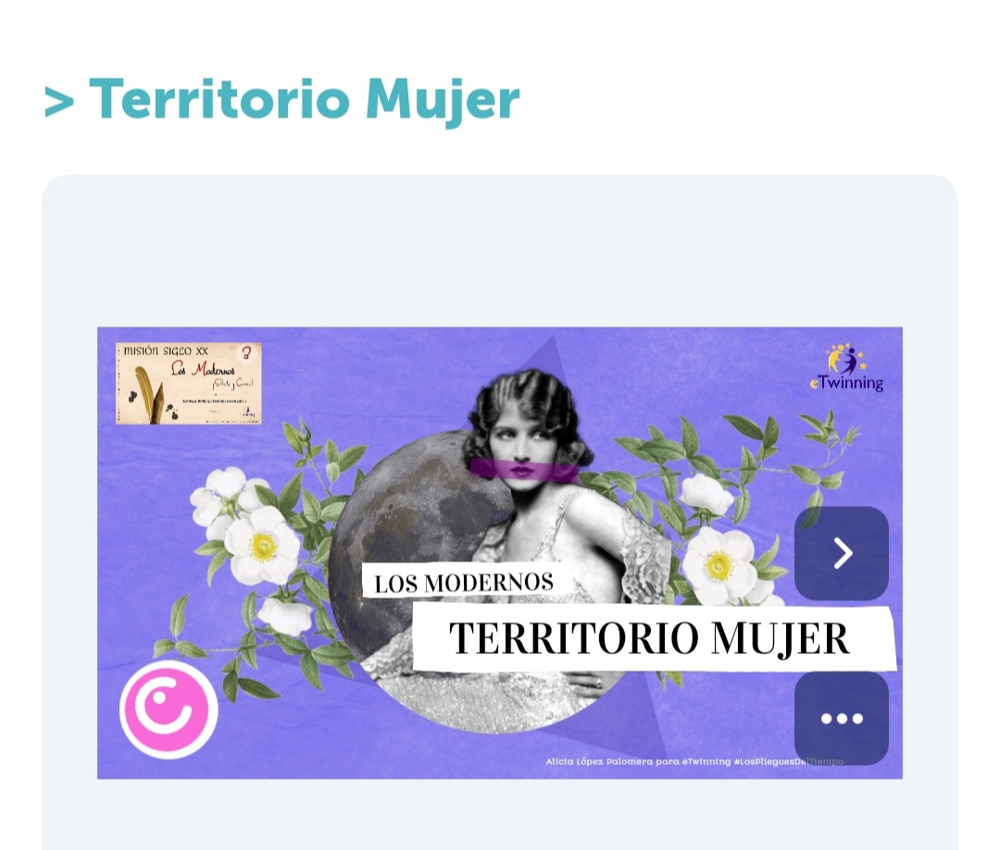 > Territorio Mujer
MISIÓN SIGLO XX
Los Modernos
eTwinning
LOS MODERNOS
TERRITORIO MUJER
Alicia López Palomera para eTwinning #LosPlieguesDelTiempo